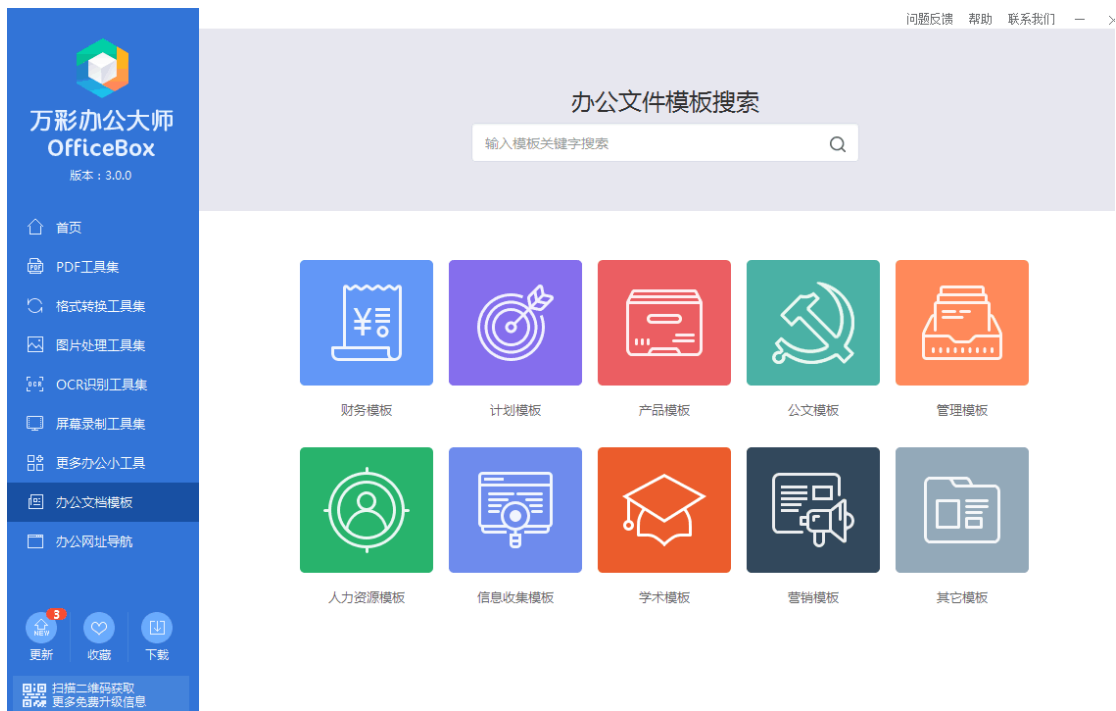 问题反馈 帮助 联系我们
万彩办公大师
OfficeBox
版本：3.0.0
首页
PDF工具集
格式转换工具集
图片处理工具集
OCR识别工具集
屏幕录制工具集
更多办公小工具
办公文档模板
办公网址导航
3
NEW
更新 收藏 下载
扫描二维码获取
更多免费升级信息
办公文件模板搜索
输入模板关键字搜索
财务模板 计划模板 产品模板 公文模板 管理模板
人力资源模板 信息收集模板 学术模板 营销模板 其它模板